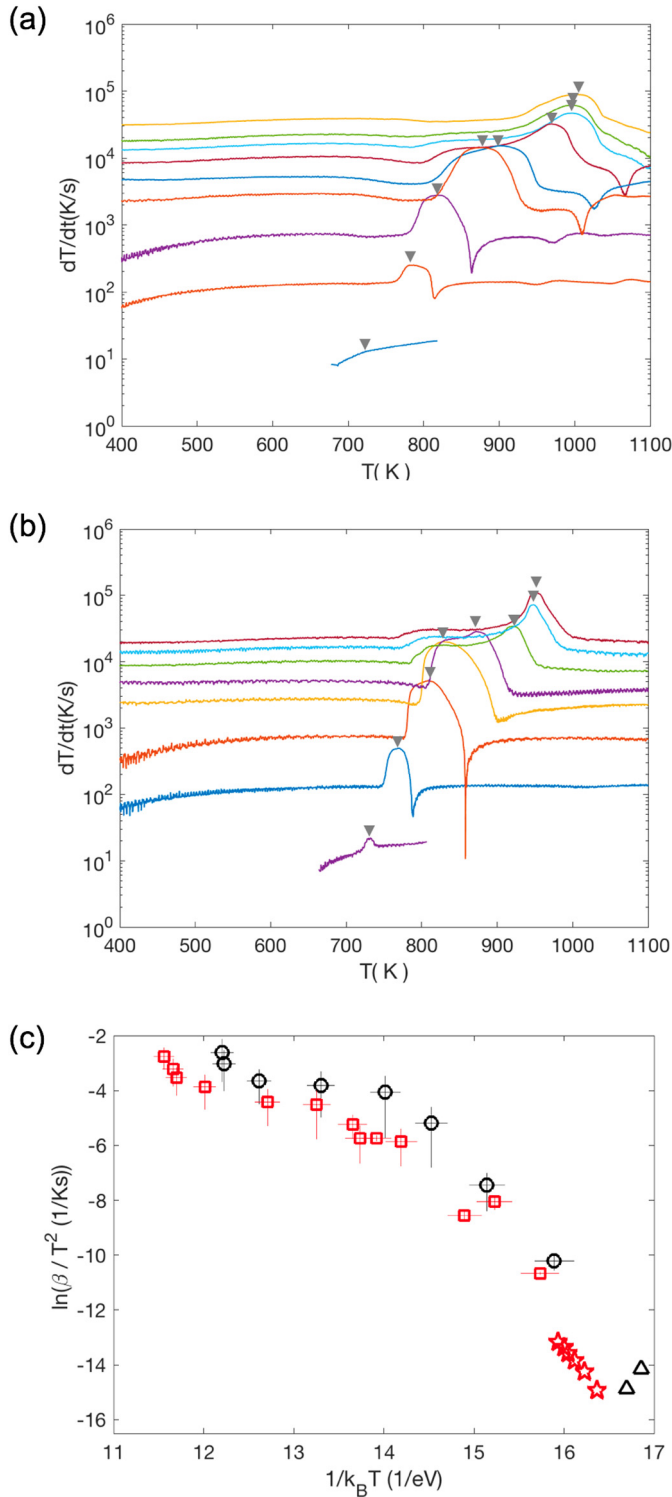 (a)
10^6
10^5
10^4
10^3
10^2
10^1
10^0
dT/dt(K/s)
400 500 600 700 800 900 1000 1100
T( K )
(b)
10^6
10^5
10^4
10^3
10^2
10^1
10^0
dT/dt(K/s)
400 500 600 700 800 900 1000 1100
T( K )
(c)
-2
-4
-6
-8
-10
-12
-14
-16
ln(β / T^2 (1/Ks))
11 12 13 14 15 16 17
1/k_BT (1/eV)